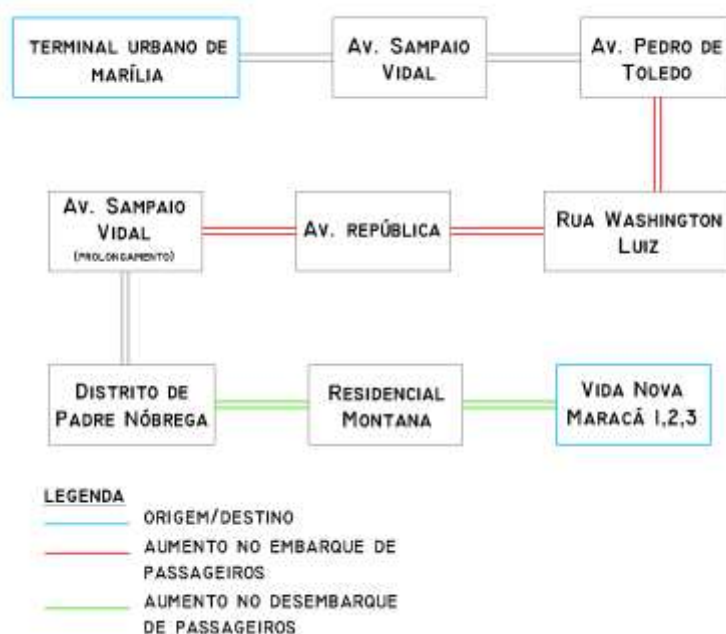 TERMINAL URBANO DE
MARÍLIA
AV. SAMPAIO
VIDAL
AV. PEDRO DE
TOLEDO
AV. SAMPAIO
VIDAL
(PROLONGAMENTO)
AV. REPÚBLICA
RUA WASHINGTON
LUIZ
DISTRITO DE
PADRE NÓBREGA
RESIDENCIAL
MONTANA
VIDA NOVA
MARACÁ 1,2,3
LEGENDA
ORIGEM/DESTINO
AUMENTO NO EMBARQUE DE
PASSAGEIROS
AUMENTO NO DESEMBARQUE
DE PASSAGEIROS